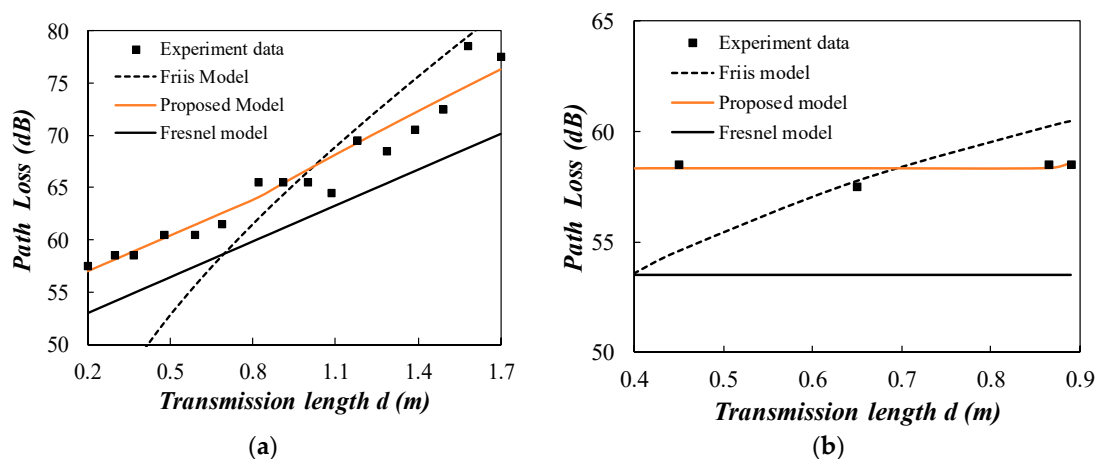 80
75
70
65
60
55
50
Path Loss (dB)
Experiment data
Friis Model
Proposed Model
Fresnel model
0.2 0.5 0.8 1.1 1.4 1.7
Transmission length d (m)
(a)
65
60
55
50
Path Loss (dB)
Experiment data
Friis model
Proposed model
Fresnel model
0.4 0.5 0.6 0.7 0.8 0.9
Transmission length d (m)
(b)